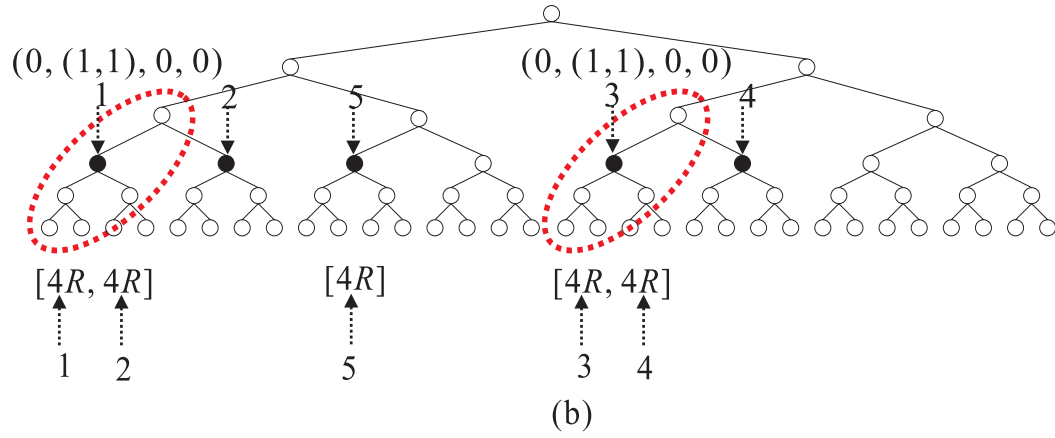 (0, (1,1), 0, 0) (0, (1,1), 0, 0)
1 2 5 3 4
[4R, 4R] [4R] [4R, 4R]
1 2 5 3 4
(b)